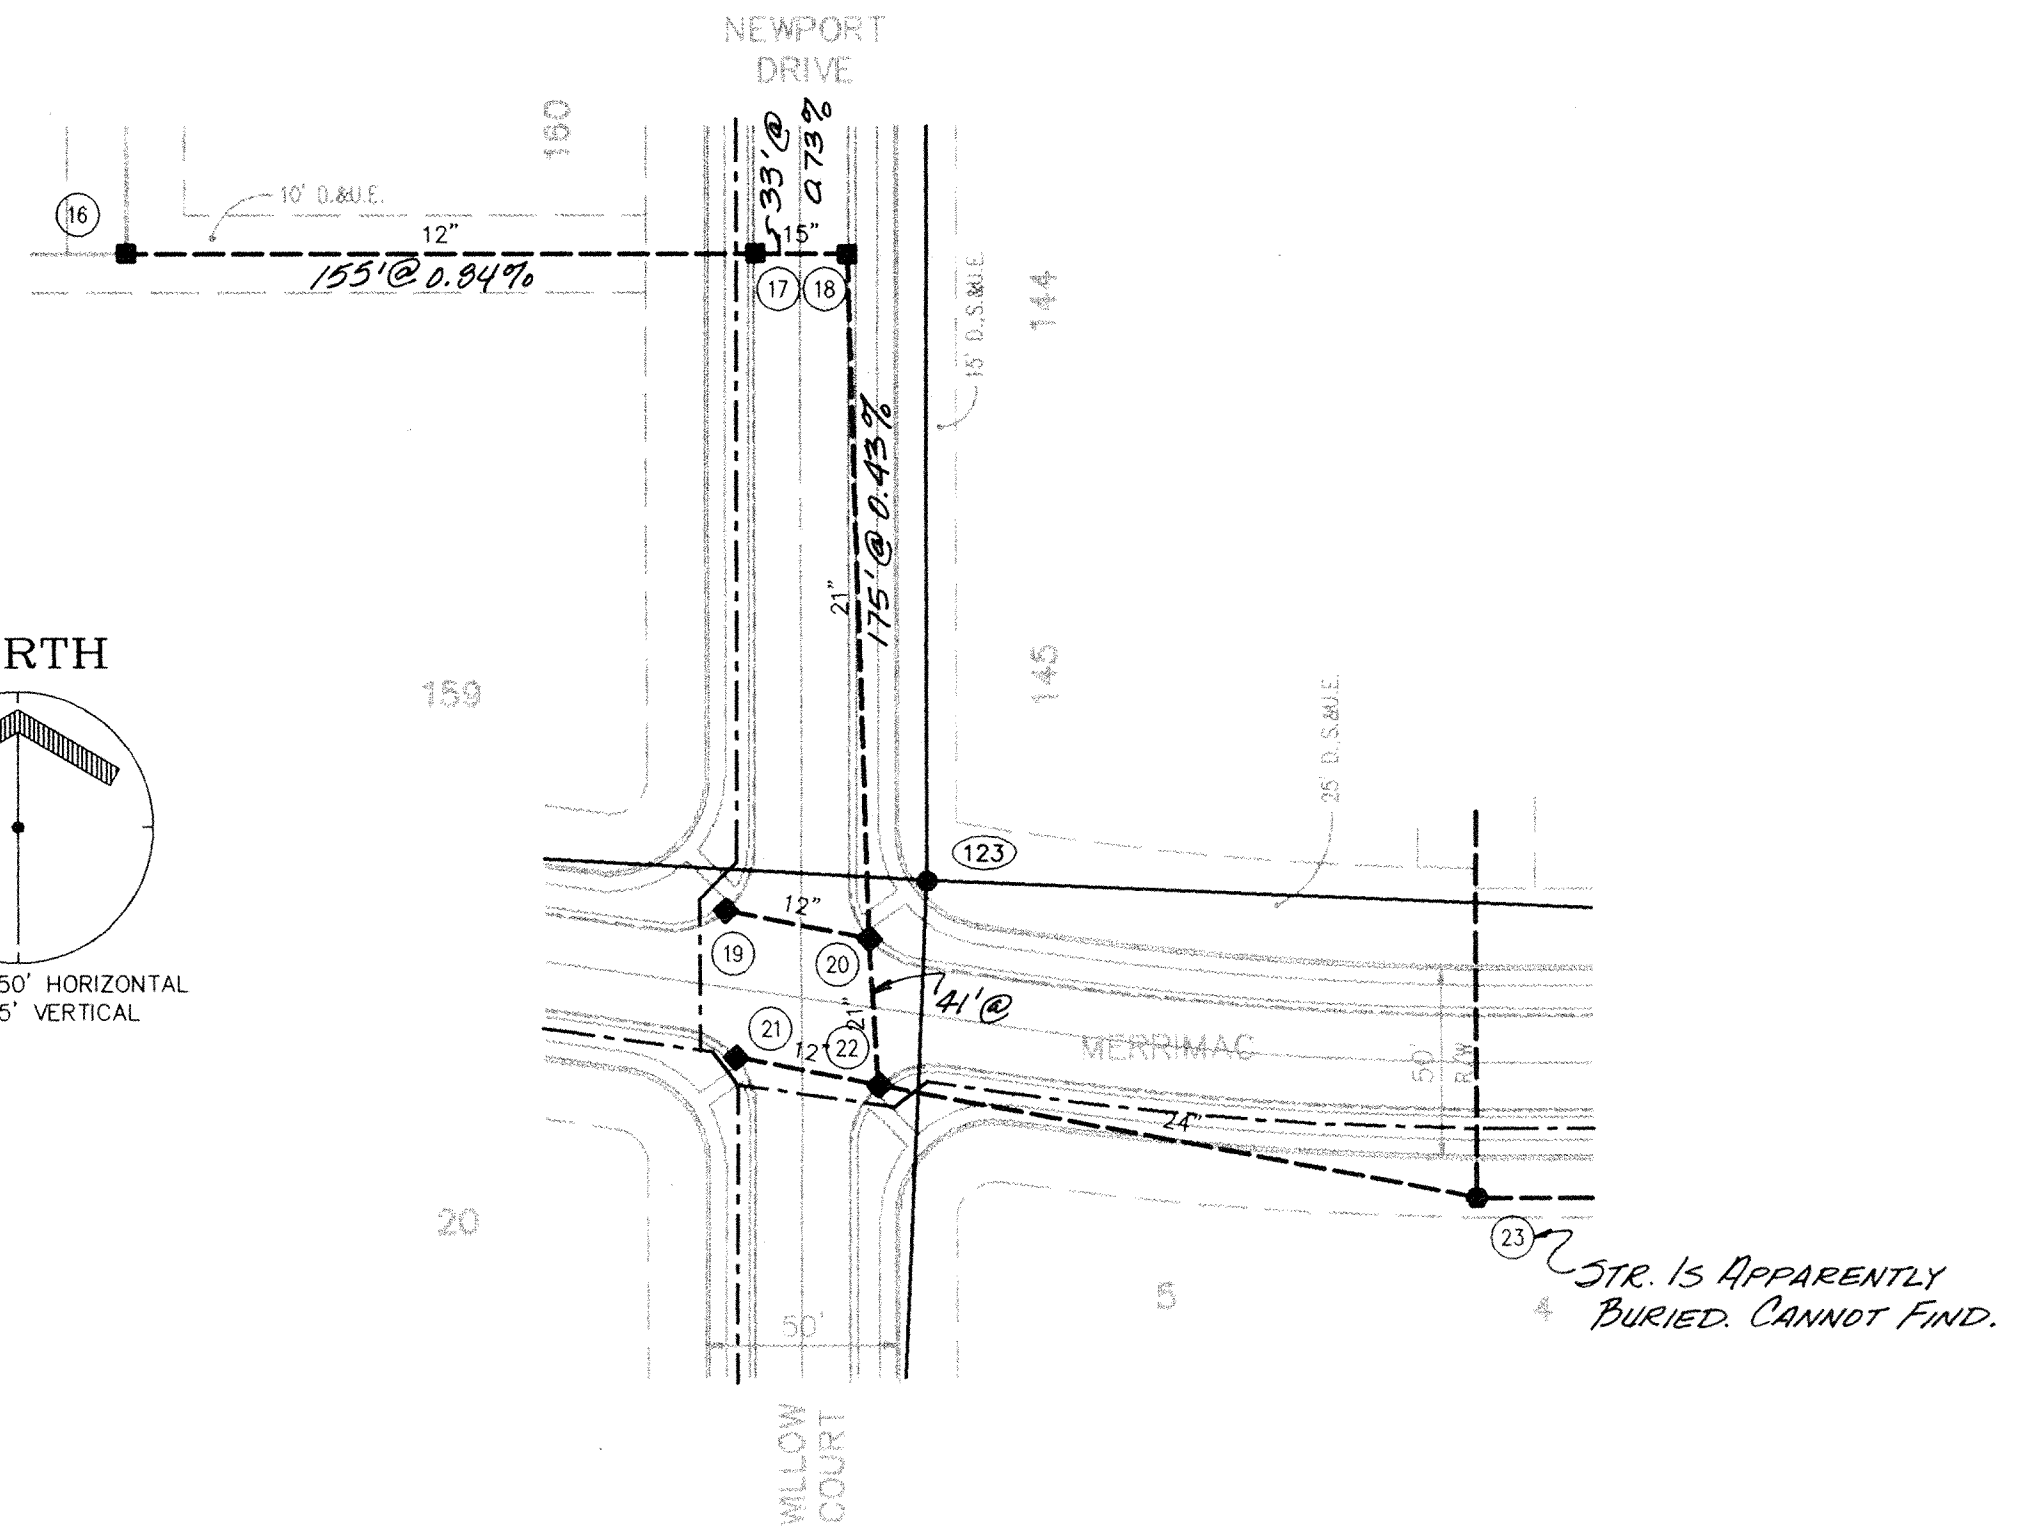 NEWPORT
DRIVE
160
33'@
0.73%
16
10' D.&U.E.
12"
15"
155'@0.84%
17
18
15' D.,S.&U.E.
144
175'@0.43%
21"
RTH
159
145
25' D.,S.&U.E.
123
12"
19
20
50' HORIZONTAL
5' VERTICAL
41'@
21"
21
12"
22
MERRIMAC
50'
R/W
24"
20
23
STR. IS APPARENTLY
BURIED. CANNOT FIND.
5
4
50'
WILLOW
COURT